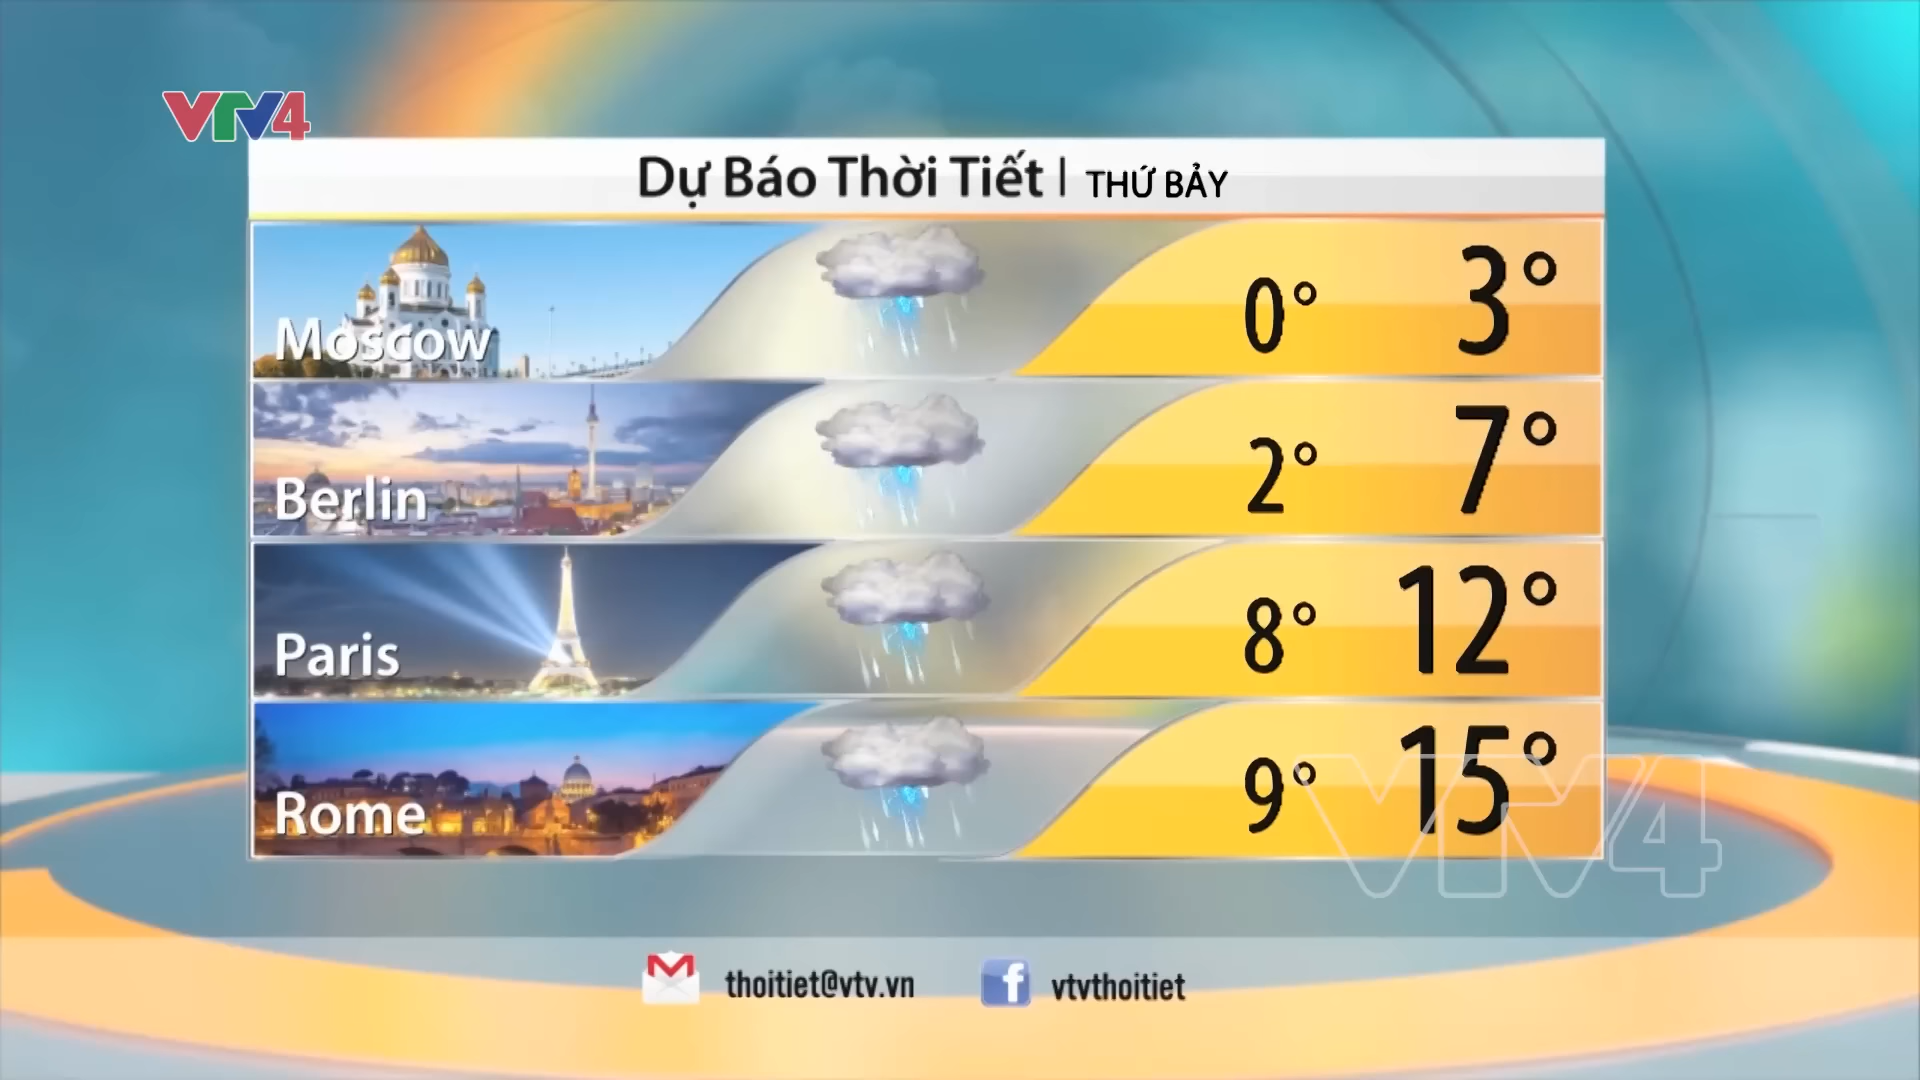 VTV4
Dự Báo Thời Tiết | THỨ BẢY
Moscow 0° 3°
Berlin 2° 7°
Paris 8° 12°
Rome 9° 15°
VTV4
thoitiet@vtv.vn vtvthoitiet